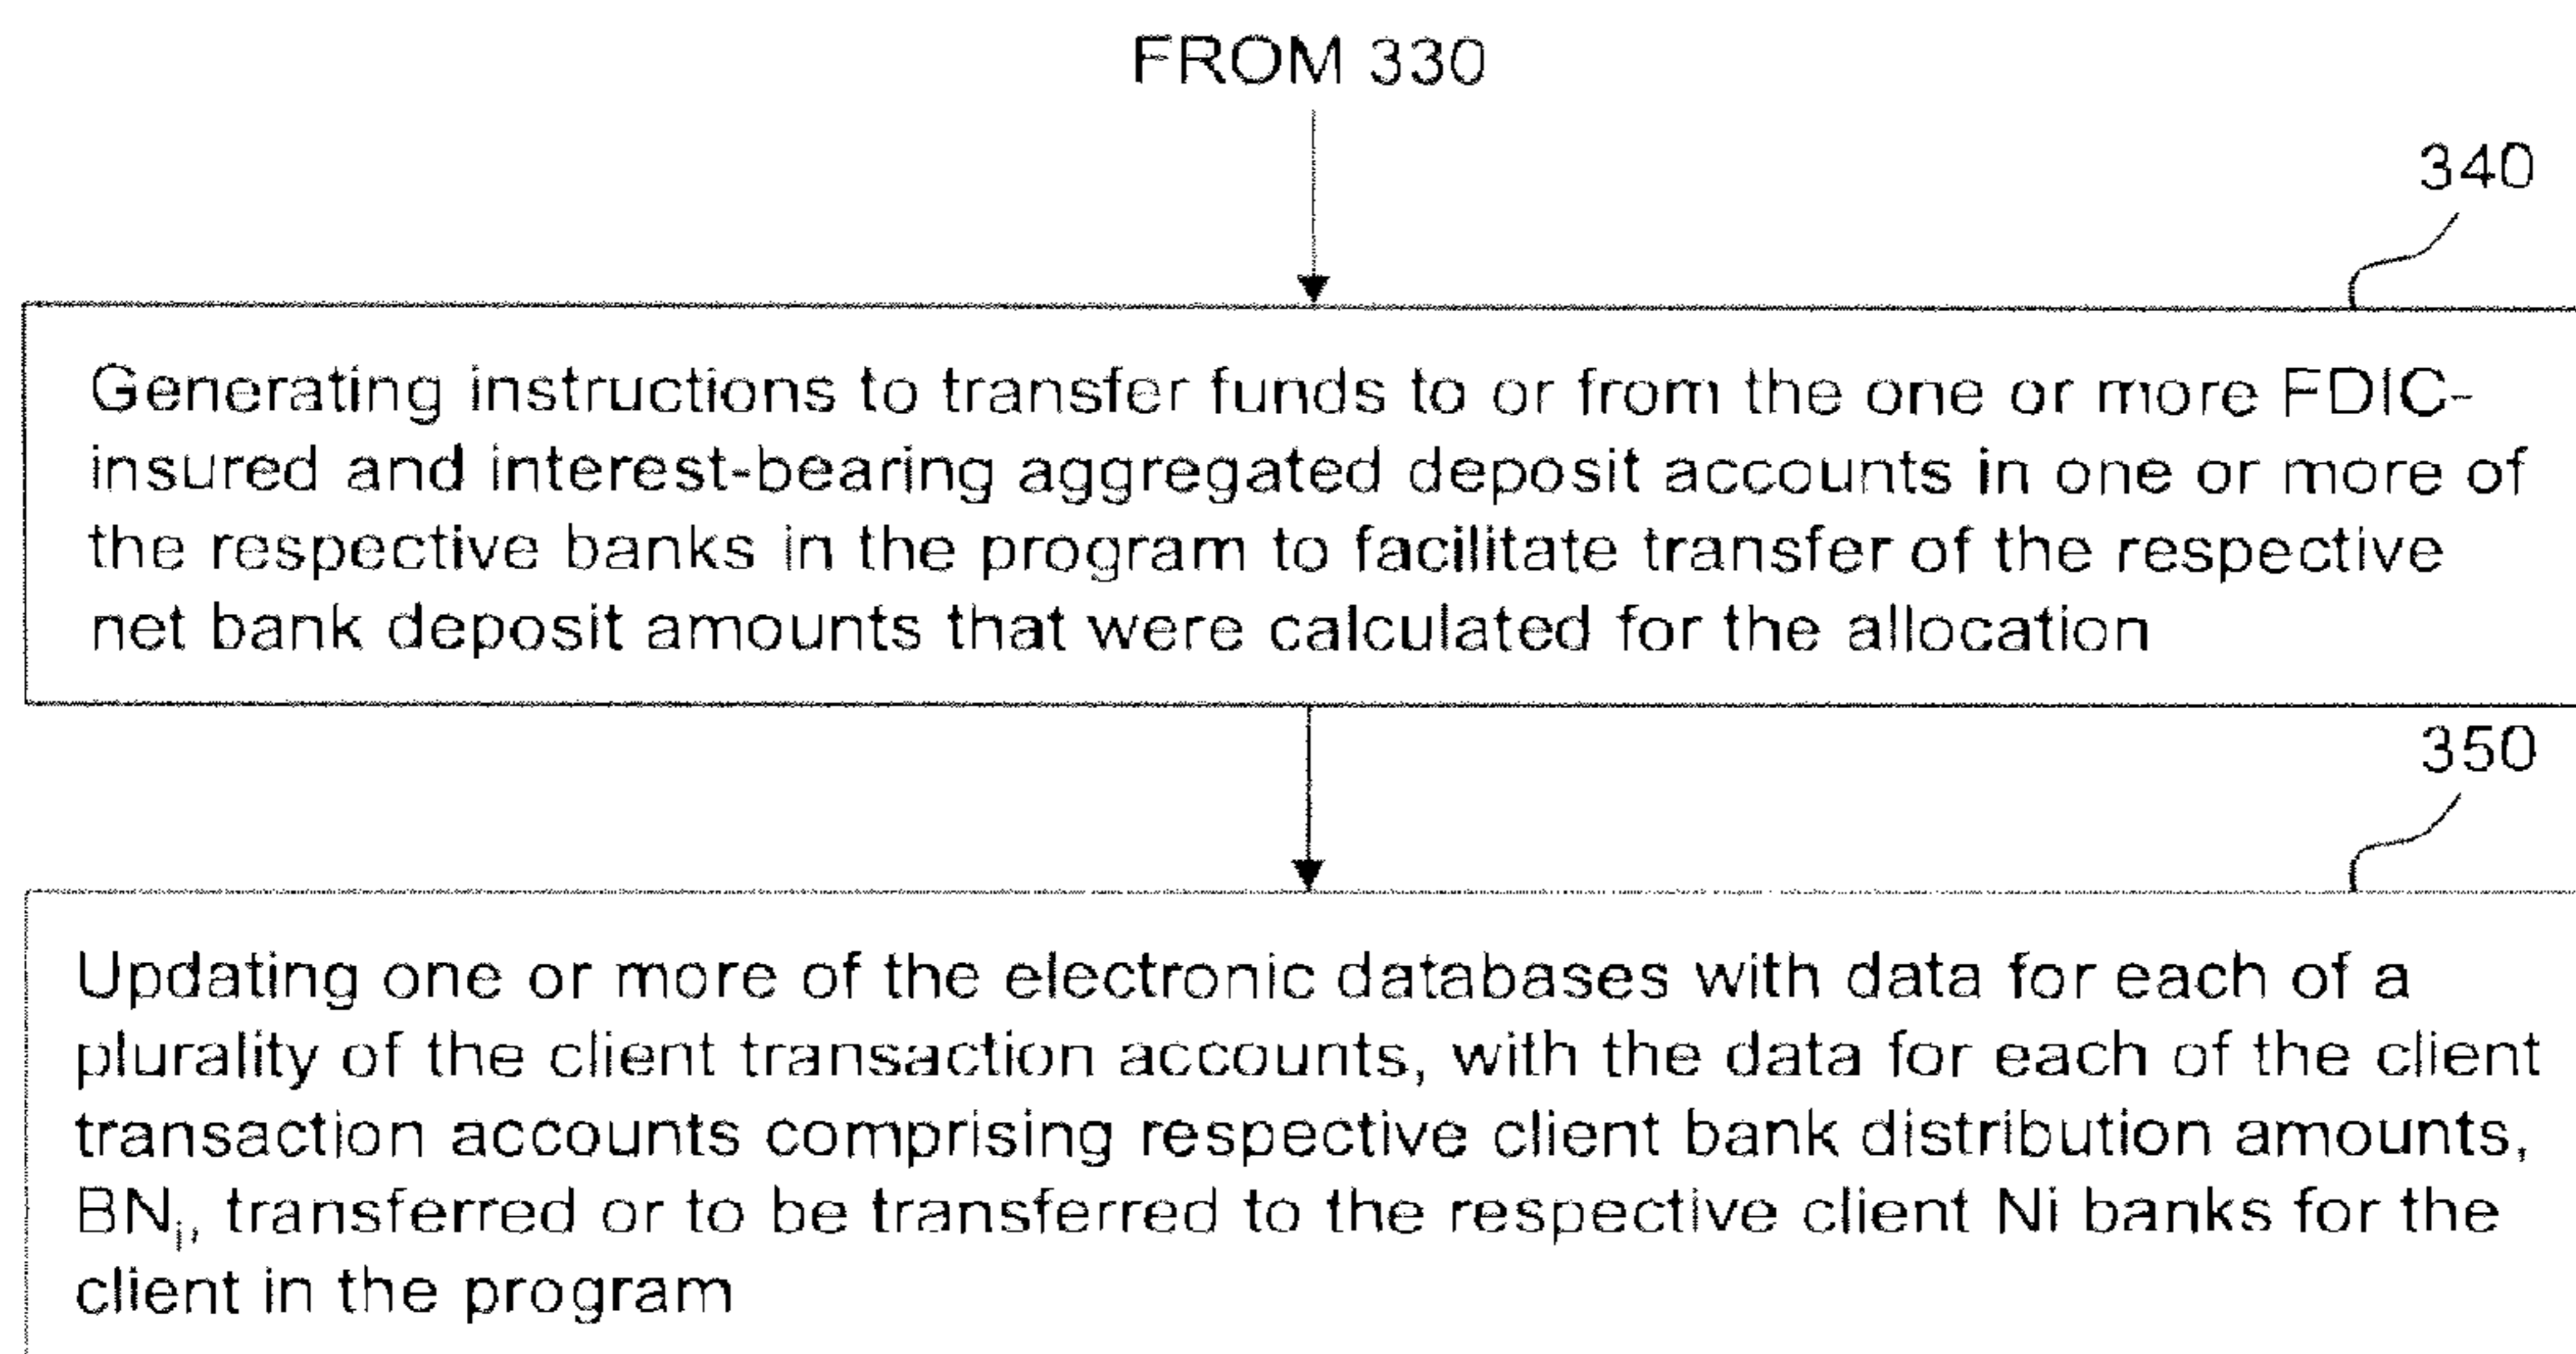 FROM 330
340
Generating instructions to transfer funds to or from the one or more FDIC-
insured and interest-bearing aggregated deposit accounts in one or more of
the respective banks in the program to facilitate transfer of the respective
net bank deposit amounts that were calculated for the allocation
350
Updating one or more of the electronic databases with data for each of a
plurality of the client transaction accounts, with the data for each of the client
transaction accounts comprising respective client bank distribution amounts,
BNi, transferred or to be transferred to the respective client Ni banks for the
client in the program